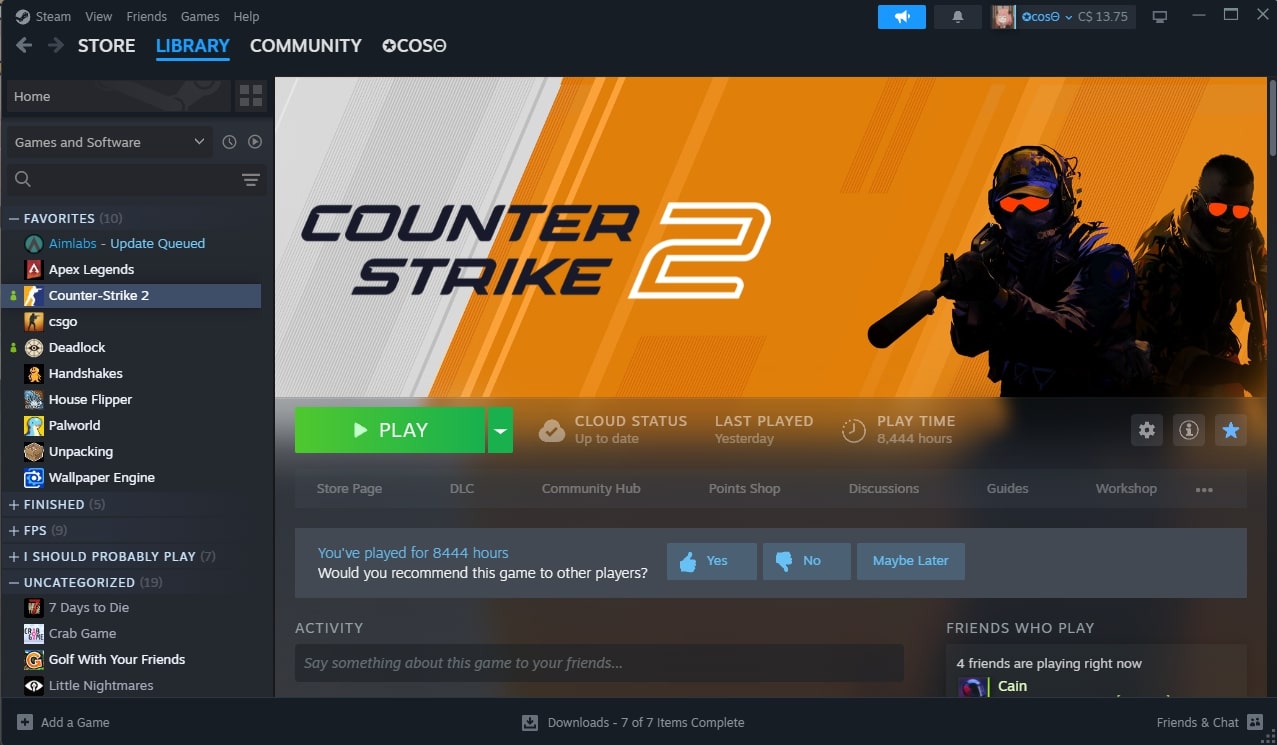 Steam View Friends Games Help
✪cosΘ C$ 13.75
STORE LIBRARY COMMUNITY ✪COSΘ
Home
Games and Software
— FAVORITES (10)
Aimlabs - Update Queued
Apex Legends
Counter-Strike 2
csgo
Deadlock
Handshakes
House Flipper
Palworld
Unpacking
Wallpaper Engine
+ FINISHED (5)
+ FPS (9)
+ I SHOULD PROBABLY PLAY (7)
— UNCATEGORIZED (19)
7 Days to Die
Crab Game
Golf With Your Friends
Little Nightmares
COUNTER
STRIKE 2
PLAY
CLOUD STATUS
Up to date
LAST PLAYED
Yesterday
PLAY TIME
8,444 hours
Store Page DLC Community Hub Points Shop Discussions Guides Workshop ...
You've played for 8444 hours
Would you recommend this game to other players?
Yes No Maybe Later
ACTIVITY
Say something about this game to your friends...
FRIENDS WHO PLAY
4 friends are playing right now
Cain
Add a Game
Downloads - 7 of 7 Items Complete
Friends & Chat